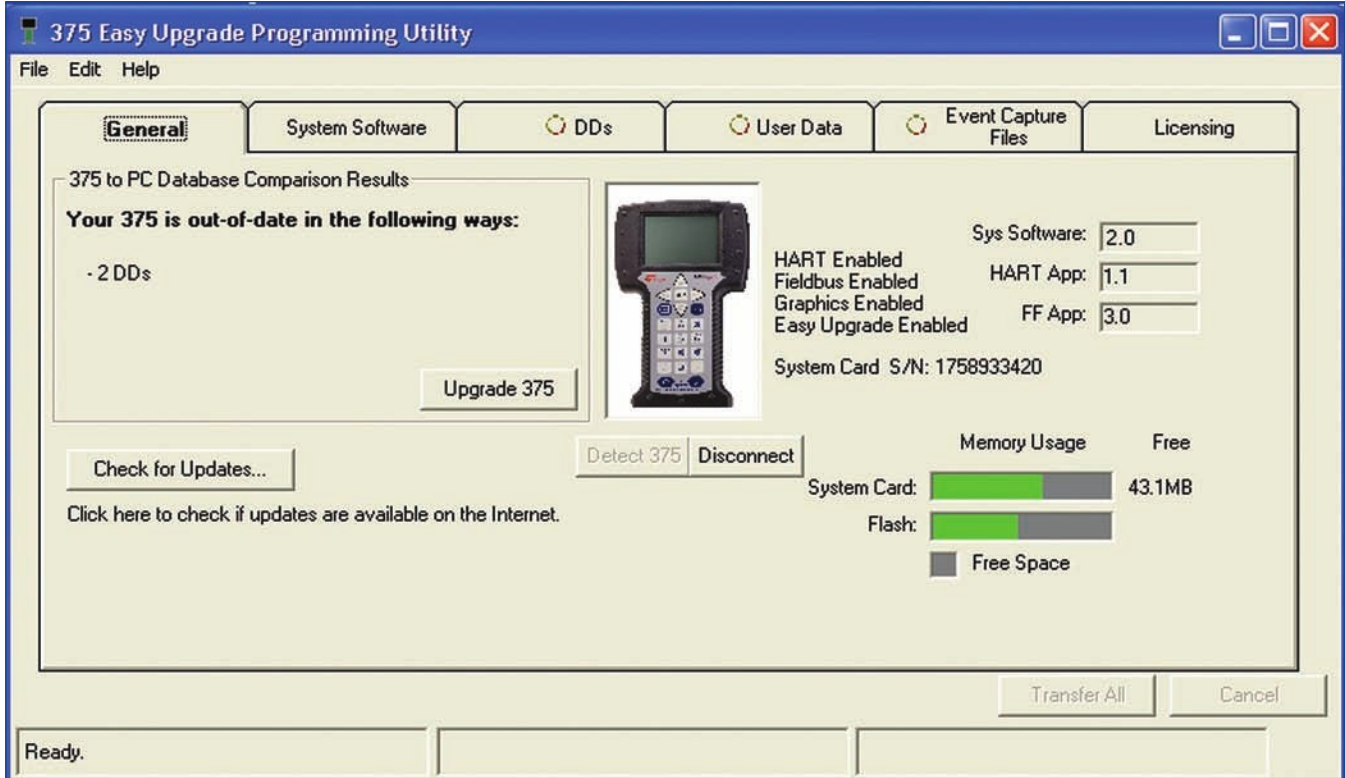 375 Easy Upgrade Programming Utility
File Edit Help
General
System Software
DDs
User Data
Event Capture
Files
Licensing
375 to PC Database Comparison Results
Your 375 is out-of-date in the following ways:
- 2 DDs
Upgrade 375
Check for Updates...
Click here to check if updates are available on the Internet.
Detect 375
Disconnect
HART Enabled
Fieldbus Enabled
Graphics Enabled
Easy Upgrade Enabled
System Card S/N: 1758933420
Sys Software: 2.0
HART App: 1.1
FF App: 3.0
Memory Usage Free
System Card: 43.1MB
Flash:
Free Space
Transfer All
Cancel
Ready.